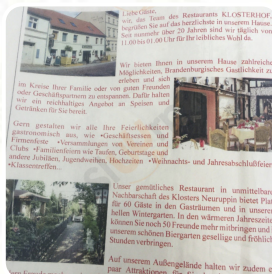 Liebe Gäste,
wir, das Team des Restaurants KLOSTERHOF,
begrüßen Sie auf das herzlichste in unserem Hause.
Seit nunmehr über 20 Jahren sind wir täglich von
11.00 bis 01.00 Uhr für Ihr leibliches Wohl da.
Wir bieten Ihnen in unserem Hause zahlreiche
Möglichkeiten, Brandenburgisches Gastlichkeit zu
erleben und sich
im Kreise Ihrer Familie oder von guten Freunden
oder Geschäftspartnern zu entspannen. Dafür haben
wir ein reichhaltiges Angebot an Speisen und
Getränken für Sie bereit.
Gern gestalten wir alle Ihre Feierlichkeiten
gastronomisch aus, wie •Geschäftsessen und
Firmenfeste •Versammlungen von Vereinen und
Clubs •Familienfeiern wie Taufen, Geburtstage und
andere Jubiläen, Jugendweihen, Hochzeiten •Weihnachts- und Jahresabschlußfeiern
•Klassentreffen...
Unser gemütliches Restaurant in unmittelbarer
Nachbarschaft des Klosters Neuruppin bietet Platz
für 60 Gäste in den Gasträumen und in unserem
hellen Wintergarten. In den wärmeren Jahreszeiten
können Sie noch 50 Freunde mehr mitbringen und in
unserem schönen Biergarten gesellige und fröhliche
Stunden verbringen.
Auf unserem Außengelände halten wir zudem ein
paar Attraktionen für